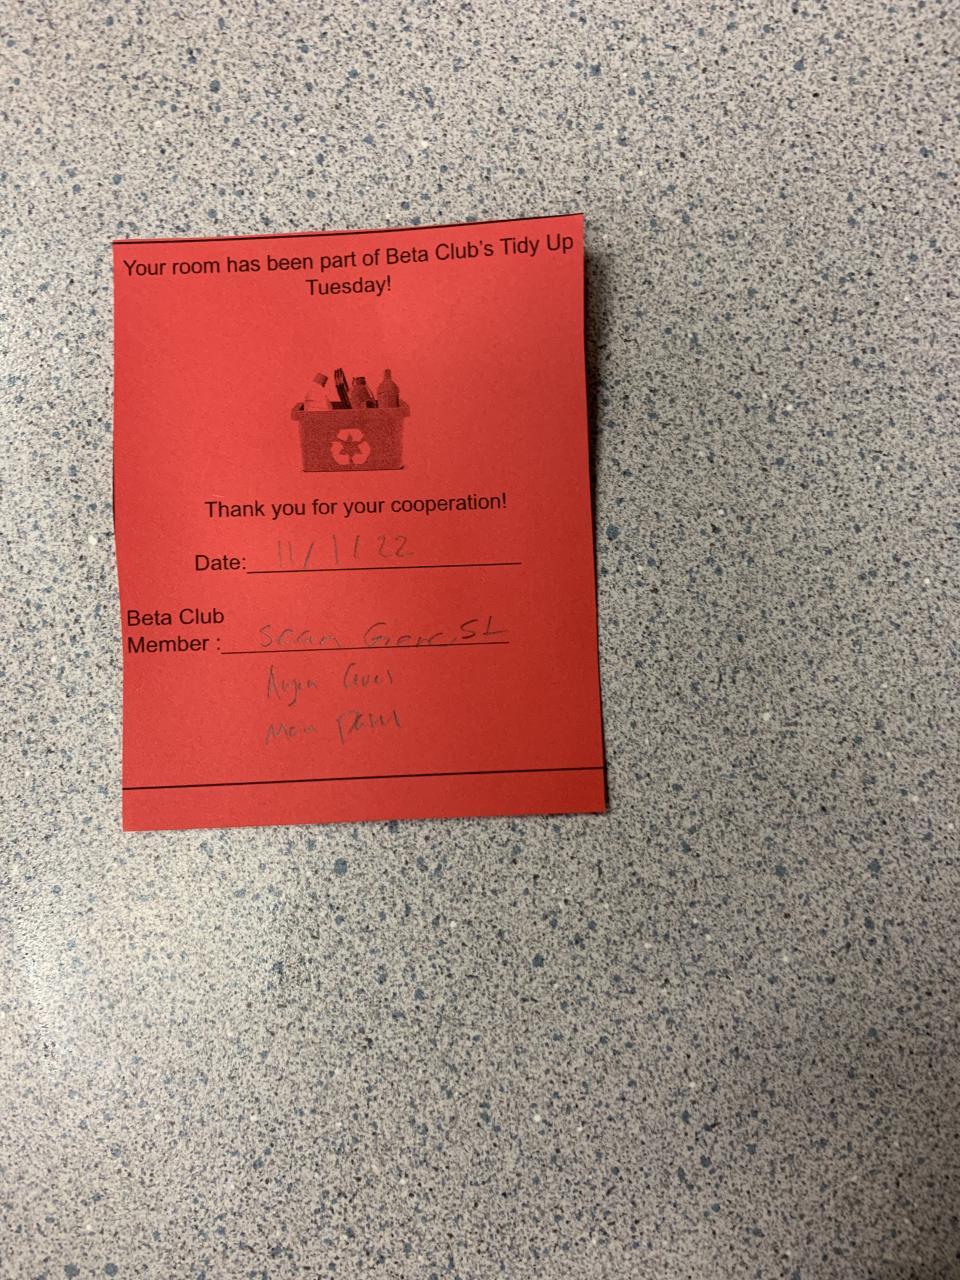 Your room has been part of Beta Club's Tidy Up
Tuesday!
Thank you for your cooperation!
Date: 11/1/22
Beta Club
Member :